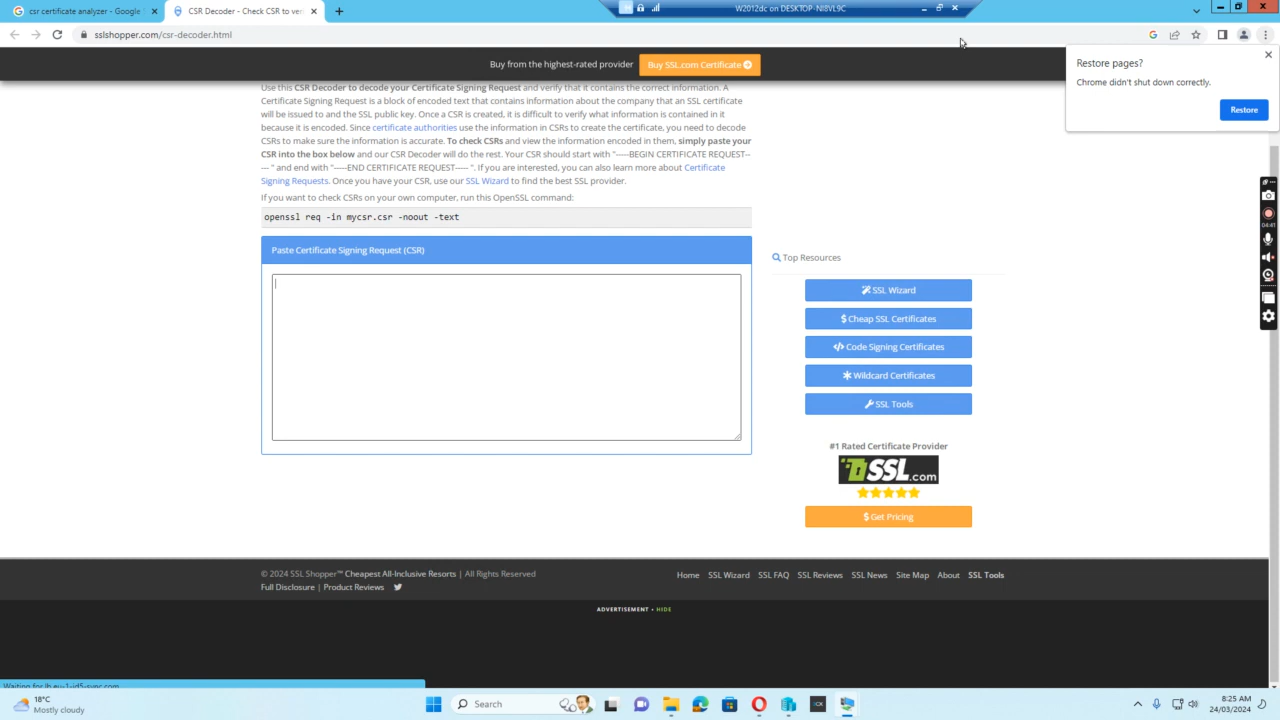 csr certificate analyzer - Google
CSR Decoder - Check CSR to ver
W2012dc on DESKTOP-NI8VL9C
sslshopper.com/csr-decoder.html
Buy from the highest-rated provider
Buy SSL.com Certificate
Restore pages?
Chrome didn't shut down correctly.
Restore
Use this CSR Decoder to decode your Certificate Signing Request and verify that it contains the correct information. A
Certificate Signing Request is a block of encoded text that contains information about the company that an SSL certificate
will be issued to and the SSL public key. Once a CSR is created, it is difficult to verify what information is contained in it
because it is encoded. Since certificate authorities use the information in CSRs to create the certificate, you need to decode
CSRs to make sure the information is accurate. To check CSRs and view the information encoded in them, simply paste your
CSR into the box below and our CSR Decoder will do the rest. Your CSR should start with "-----BEGIN CERTIFICATE REQUEST--
--- " and end with "-----END CERTIFICATE REQUEST----- ". If you are interested, you can also learn more about Certificate
Signing Requests. Once you have your CSR, use our SSL Wizard to find the best SSL provider.
If you want to check CSRs on your own computer, run this OpenSSL command:
openssl req -in mycsr.csr -noout -text
Paste Certificate Signing Request (CSR)
Top Resources
SSL Wizard
$ Cheap SSL Certificates
Code Signing Certificates
Wildcard Certificates
SSL Tools
#1 Rated Certificate Provider
SSL.com
$ Get Pricing
04:41
© 2024 SSL Shopper™ Cheapest All-Inclusive Resorts | All Rights Reserved
Full Disclosure | Product Reviews
Home SSL Wizard SSL FAQ SSL Reviews SSL News Site Map About SSL Tools
ADVERTISEMENT • HIDE
18°C
Mostly cloudy
Search
8:25 AM
24/03/2024